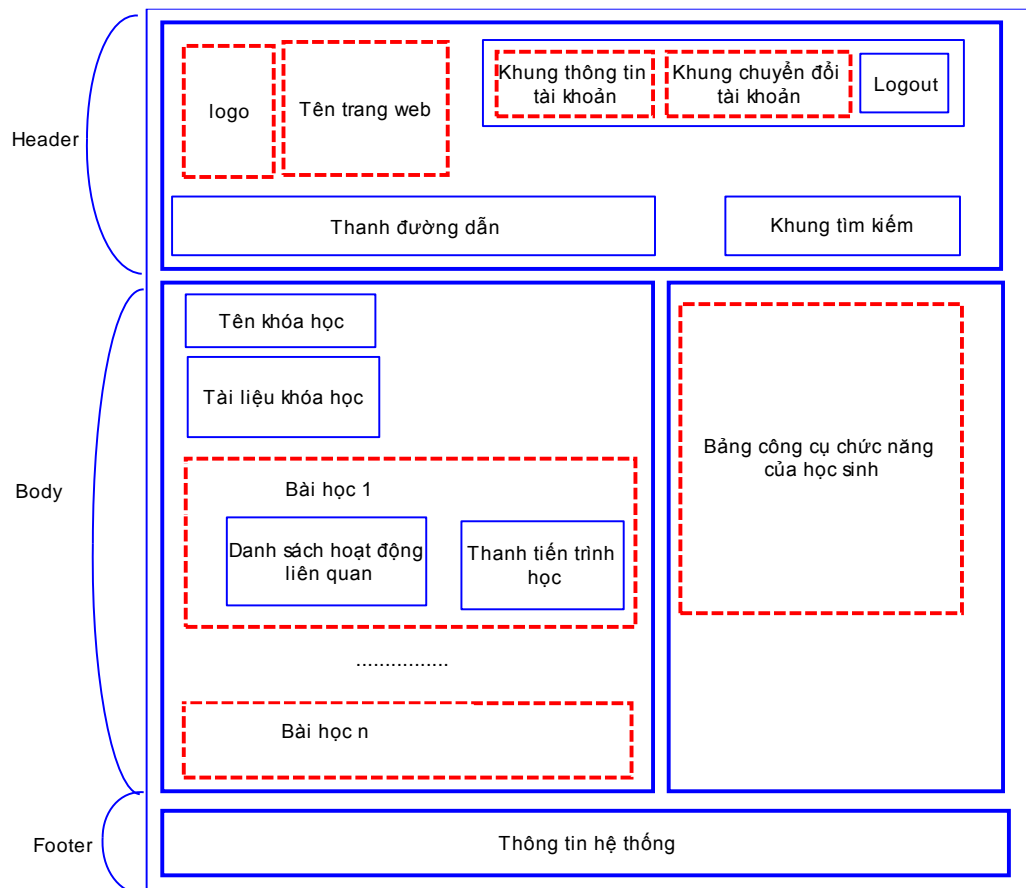 Header
logo
Tên trang web
Khung thông tin
tài khoản
Khung chuyển đổi
tài khoản
Logout
Thanh đường dẫn
Khung tìm kiếm
Body
Tên khóa học
Tài liệu khóa học
Bài học 1
Danh sách hoạt động
liên quan
Thanh tiến trình
học
................
Bài học n
Bảng công cụ chức năng
của học sinh
Footer
Thông tin hệ thống